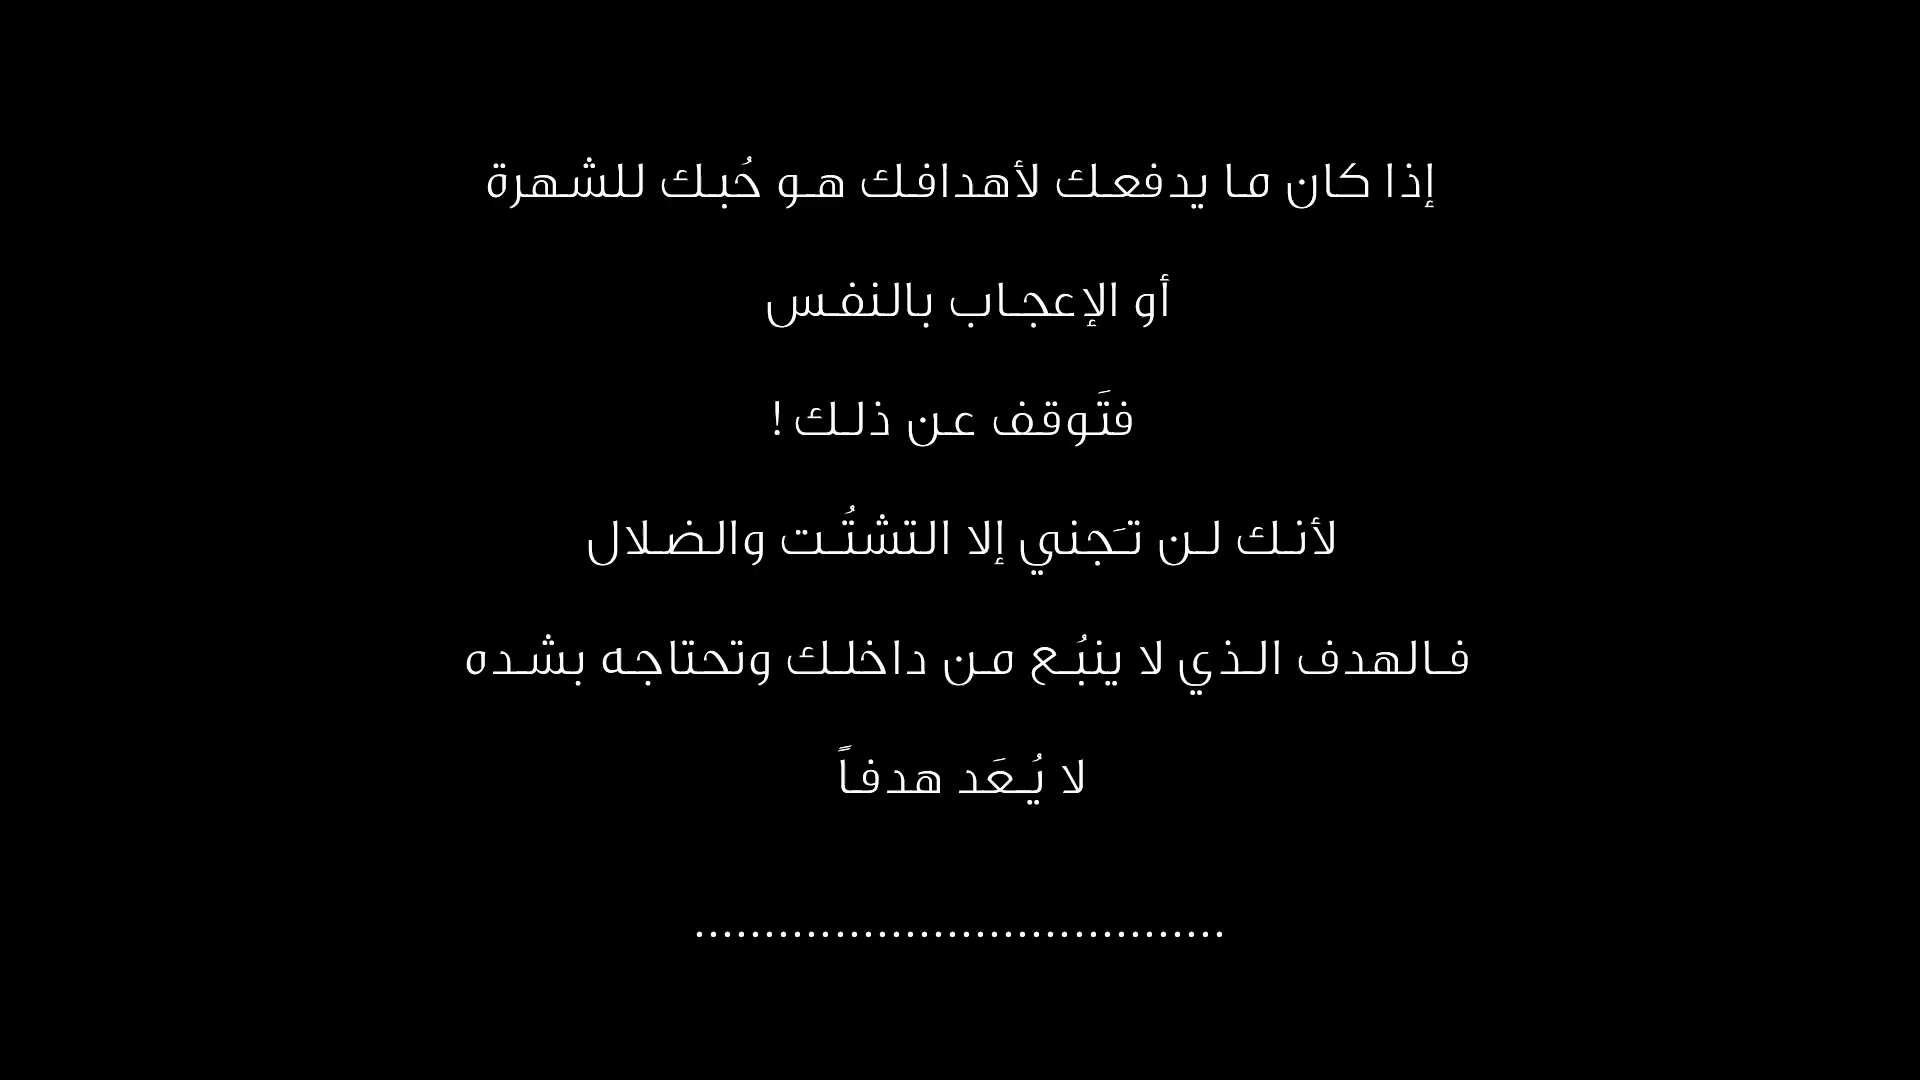 إذا كان ما يدفعك لأهدافك هو حُبك للشهرة
أو الإعجاب بالنفس
فتَوقف عن ذلك !
لأنك لن تَجني إلا التشتُت والضلال
فالهدف الذي لا ينبُع من داخلك وتحتاجه بشده
لا يُعَد هدفاً
......................................